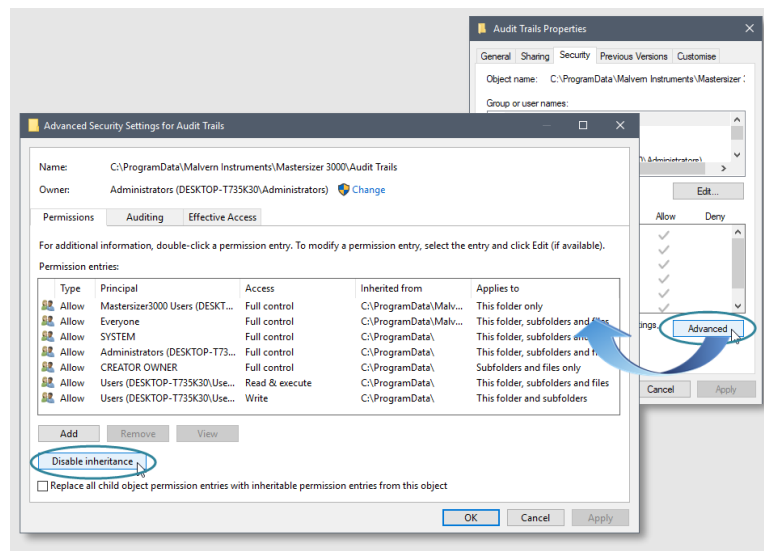 Audit Trails Properties
General Sharing Security Previous Versions Customise
Object name: C:\ProgramData\Malvern Instruments\Mastersizer
Group or user names:
Edit...
Allow Deny
Advanced
Cancel Apply
Advanced Security Settings for Audit Trails
Name: C:\ProgramData\Malvern Instruments\Mastersizer 3000\Audit Trails
Owner: Administrators (DESKTOP-T735K30\Administrators) Change
Permissions Auditing Effective Access
For additional information, double-click a permission entry. To modify a permission entry, select the entry and click Edit (if available).
Permission entries:
Type Principal Access Inherited from Applies to
Allow Mastersizer3000 Users (DESKT... Full control C:\ProgramData\Malv... This folder only
Allow Everyone Full control C:\ProgramData\Malv... This folder, subfolders and files
Allow SYSTEM Full control C:\ProgramData\ This folder, subfolders and
Allow Administrators (DESKTOP-T73... Full control C:\ProgramData\ This folder, subfolders and
Allow CREATOR OWNER Full control C:\ProgramData\ Subfolders and files only
Allow Users (DESKTOP-T735K30\Use... Read & execute C:\ProgramData\ This folder, subfolders and files
Allow Users (DESKTOP-T735K30\Use... Write C:\ProgramData\ This folder and subfolders
Add Remove View
Disable inheritance
Replace all child object permission entries with inheritable permission entries from this object
OK Cancel Apply